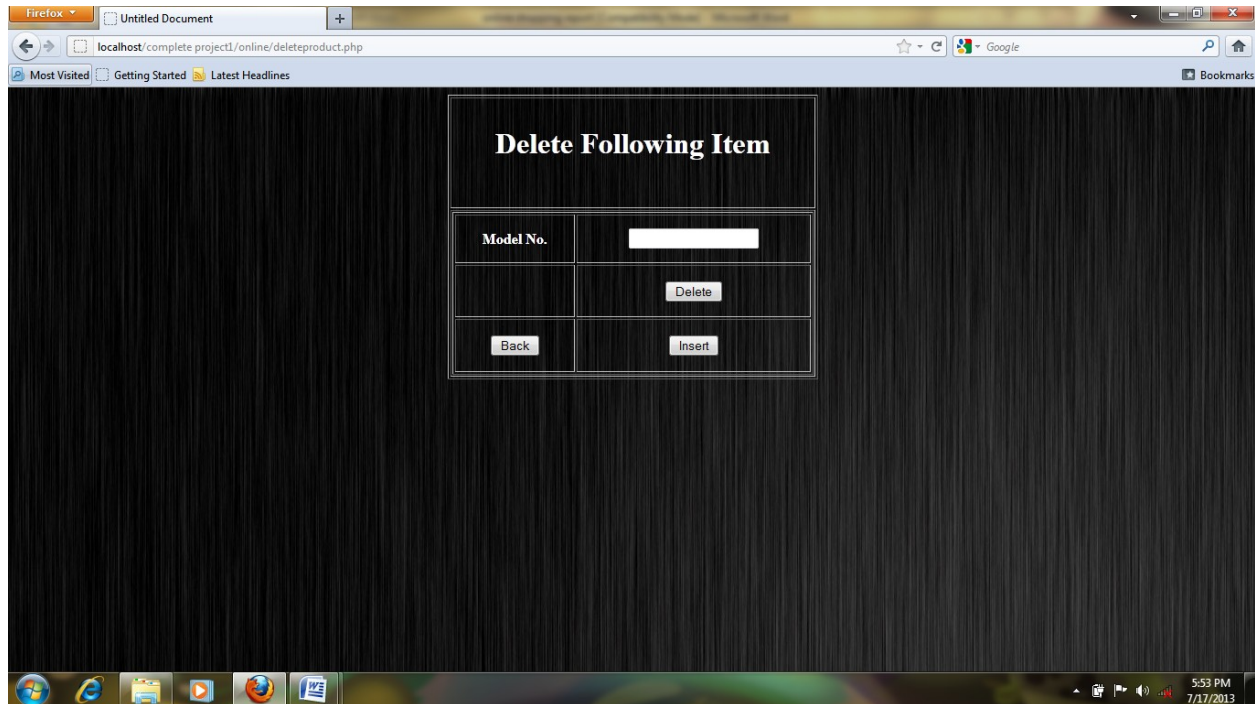 Firefox
Untitled Document
localhost/complete project1/online/deleteproduct.php
Google
Most Visited Getting Started Latest Headlines Bookmarks
Delete Following Item
Model No.
Delete
Back Insert
5:53 PM
7/17/2013